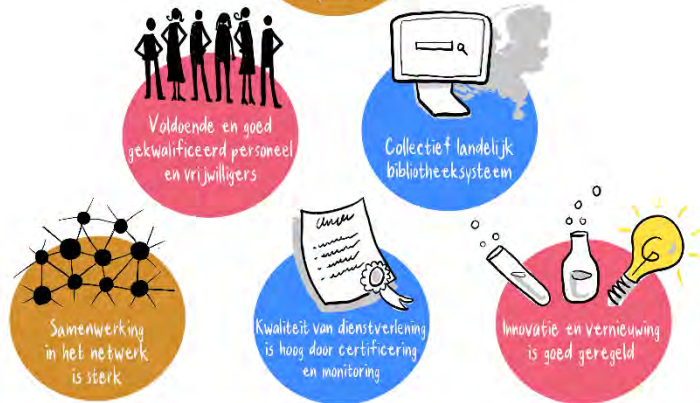 Voldoende en goed
gekwalificeerd personeel
en vrijwilligers
Collectief landelijk
bibliotheeksysteem
Samenwerking
in het netwerk
is sterk
Kwaliteit van dienstverlening
is hoog door certificering
en monitoring
Innovatie en vernieuwing
is goed geregeld